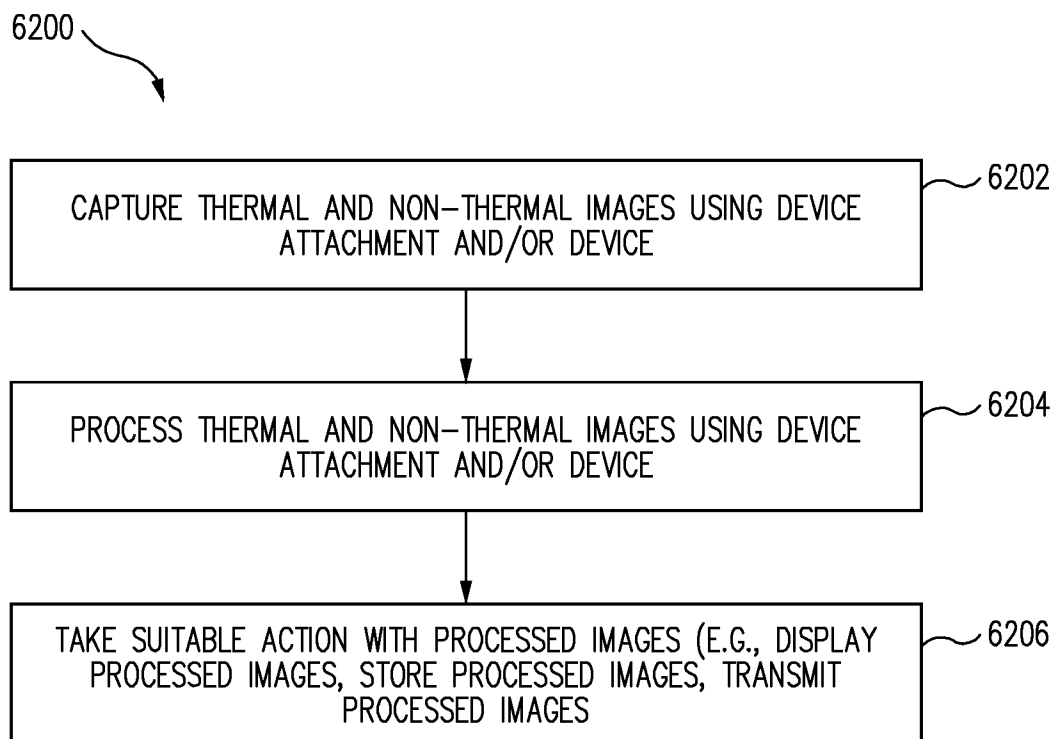 6200
6202
CAPTURE THERMAL AND NON-THERMAL IMAGES USING DEVICE
ATTACHMENT AND/OR DEVICE
6204
PROCESS THERMAL AND NON-THERMAL IMAGES USING DEVICE
ATTACHMENT AND/OR DEVICE
6206
TAKE SUITABLE ACTION WITH PROCESSED IMAGES (E.G., DISPLAY
PROCESSED IMAGES, STORE PROCESSED IMAGES, TRANSMIT
PROCESSED IMAGES